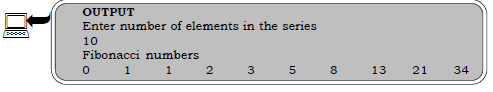 OUTPUT
Enter number of elements in the series
10
Fibonacci numbers
0 1 1 2 3 5 8 13 21 34